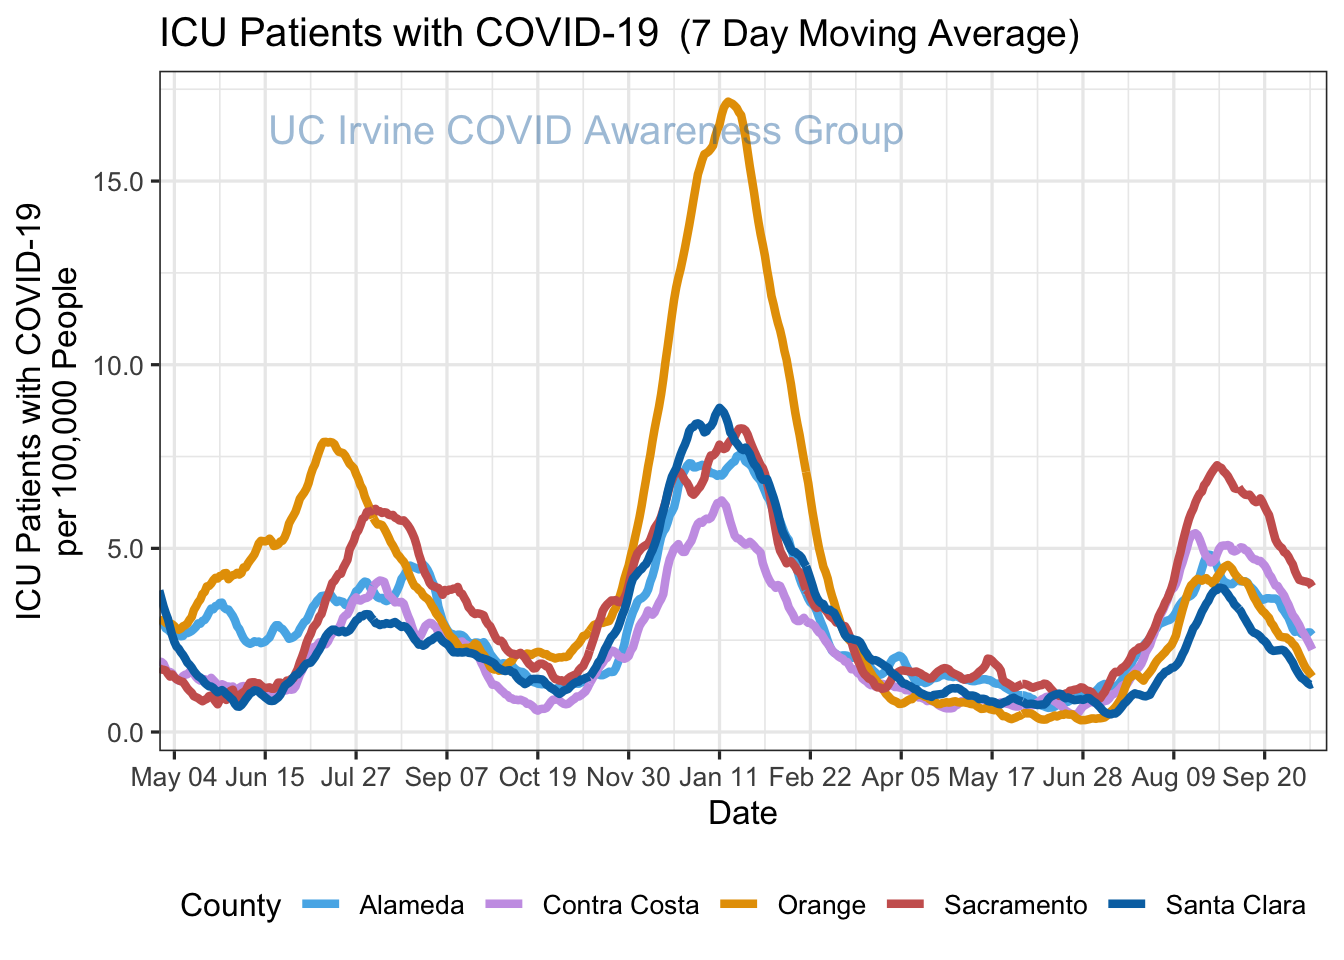 ICU Patients with COVID-19 (7 Day Moving Average)
UC Irvine COVID Awareness Group
ICU Patients with COVID-19
per 100,000 People
15.0
10.0
5.0
0.0
May 04 Jun 15 Jul 27 Sep 07 Oct 19 Nov 30 Jan 11 Feb 22 Apr 05 May 17 Jun 28 Aug 09 Sep 20
Date
County Alameda Contra Costa Orange Sacramento Santa Clara